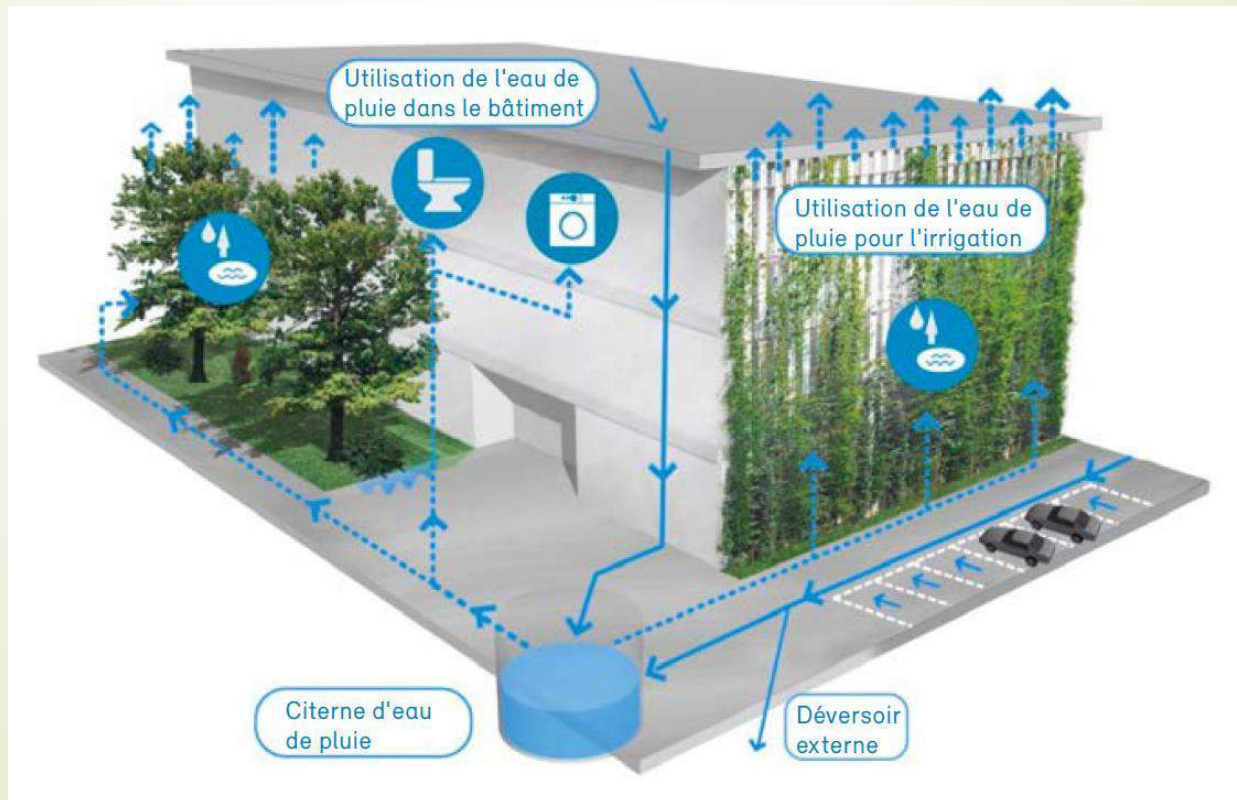 Utilisation de l'eau de
pluie dans le bâtiment
Utilisation de l'eau de
pluie pour l'irrigation
Citerne d'eau
de pluie
Déversoir
externe